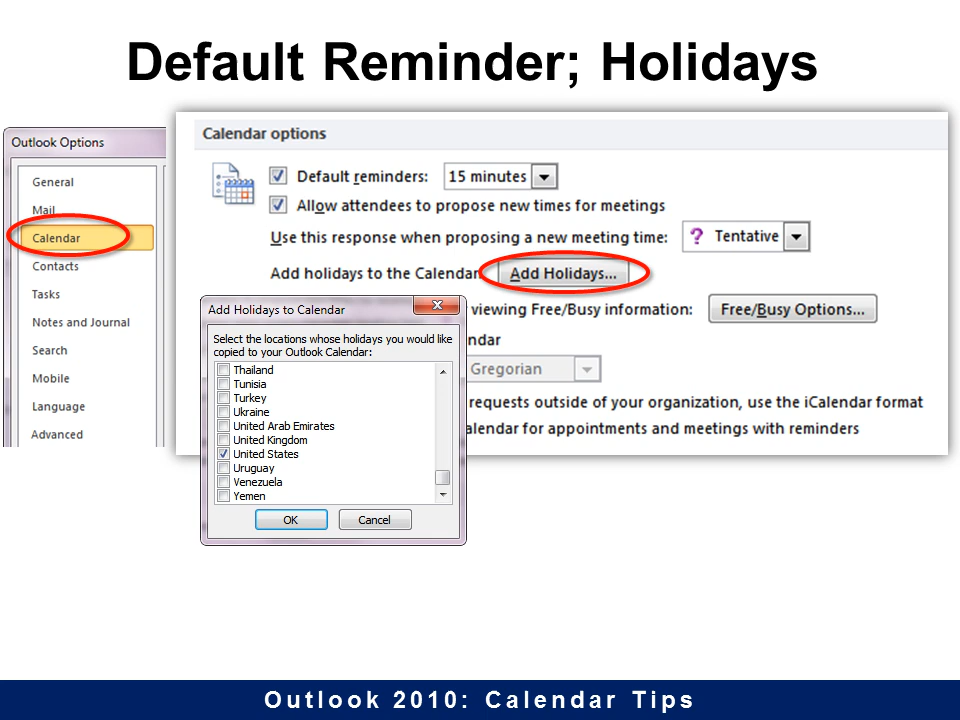 Default Reminder; Holidays
Outlook Options
General
Mail
Calendar
Contacts
Tasks
Notes and Journal
Search
Mobile
Language
Advanced
Calendar options
Default reminders: 15 minutes
Allow attendees to propose new times for meetings
Use this response when proposing a new meeting time: ? Tentative
Add holidays to the Calendar: Add Holidays...
viewing Free/Busy information: Free/Busy Options...
ndar
Gregorian
requests outside of your organization, use the iCalendar format
alendar for appointments and meetings with reminders
Add Holidays to Calendar
Select the locations whose holidays you would like
copied to your Outlook Calendar:
Thailand
Tunisia
Turkey
Ukraine
United Arab Emirates
United Kingdom
United States
Uruguay
Venezuela
Yemen
OK Cancel
Outlook 2010: Calendar Tips